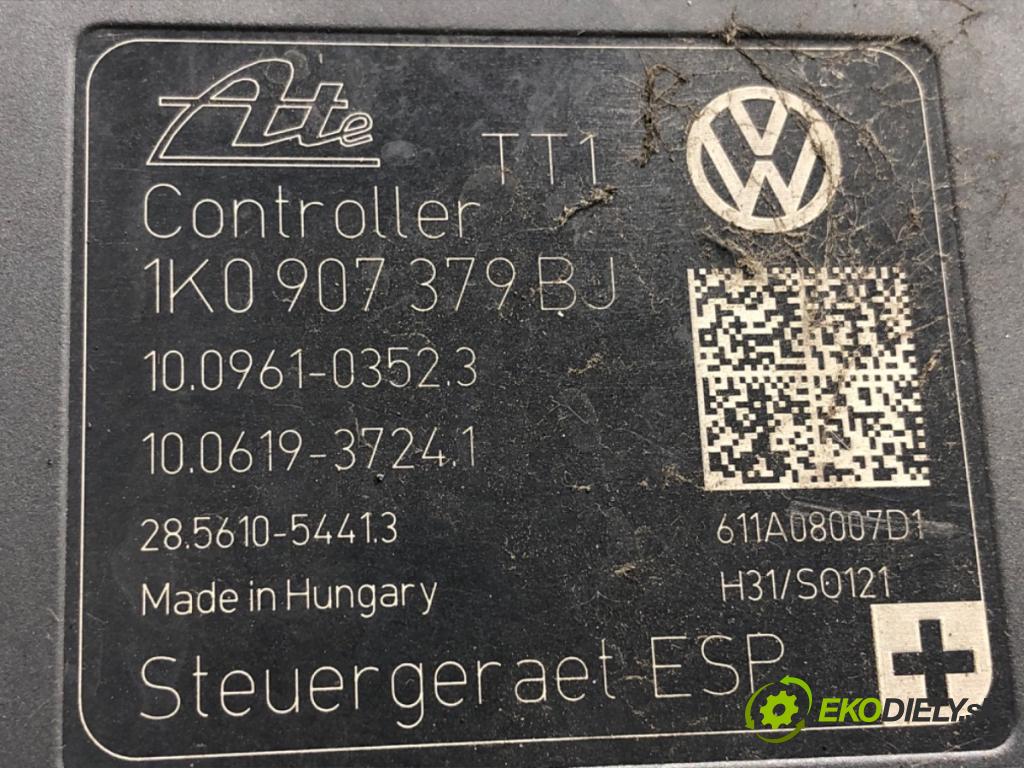 Ate
TT1
Controller
1K0 907 379 BJ
10.0961-0352.3
10.0619-3724.1
28.5610-5441.3
611A08007D1
Made in Hungary
H31/S0121
Steuergeraet ESP
EKODIELY.s